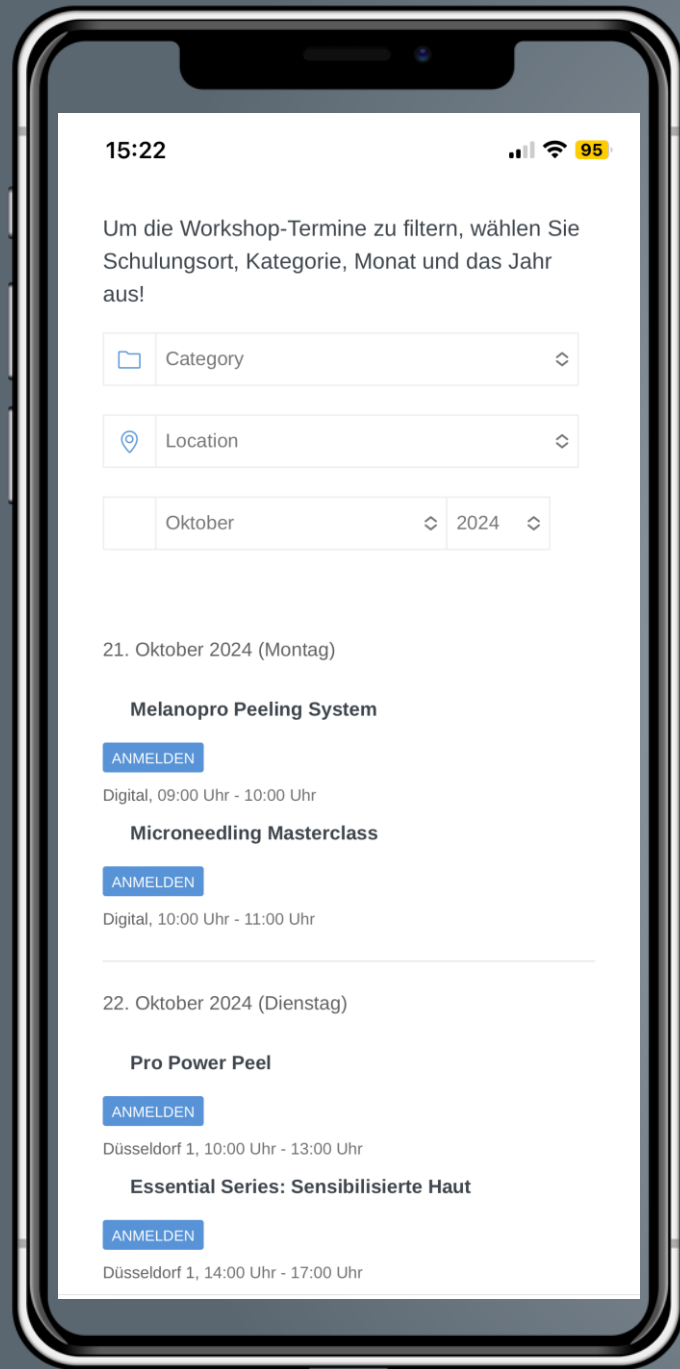 15:22
95
Um die Workshop-Termine zu filtern, wählen Sie
Schulungsort, Kategorie, Monat und das Jahr
aus!
Category
Location
Oktober 2024
21. Oktober 2024 (Montag)
Melanopro Peeling System
ANMELDEN
Digital, 09:00 Uhr - 10:00 Uhr
Microneedling Masterclass
ANMELDEN
Digital, 10:00 Uhr - 11:00 Uhr
22. Oktober 2024 (Dienstag)
Pro Power Peel
ANMELDEN
Düsseldorf 1, 10:00 Uhr - 13:00 Uhr
Essential Series: Sensibilisierte Haut
ANMELDEN
Düsseldorf 1, 14:00 Uhr - 17:00 Uhr